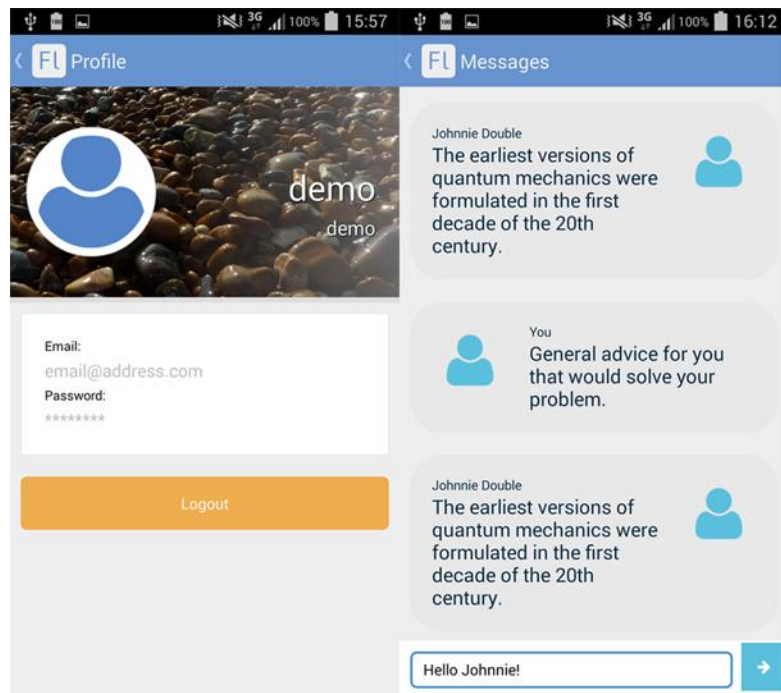 3G 100% 15:57
FL Profile
demo
demo
Email:
email@address.com
Password:
********
Logout
3G 100% 16:12
FL Messages
Johnnie Double
The earliest versions of
quantum mechanics were
formulated in the first
decade of the 20th
century.
You
General advice for you
that would solve your
problem.
Johnnie Double
The earliest versions of
quantum mechanics were
formulated in the first
decade of the 20th
century.
Hello Johnnie!